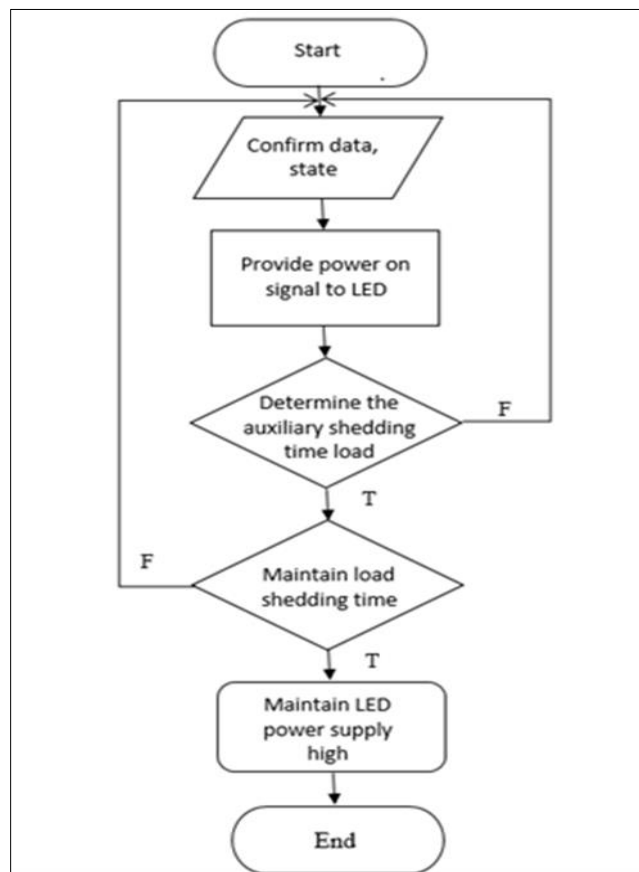 Start
Confirm data,
state
Provide power on
signal to LED
Determine the
auxiliary shedding
time load
F
T
Maintain load
shedding time
F
T
Maintain LED
power supply
high
End